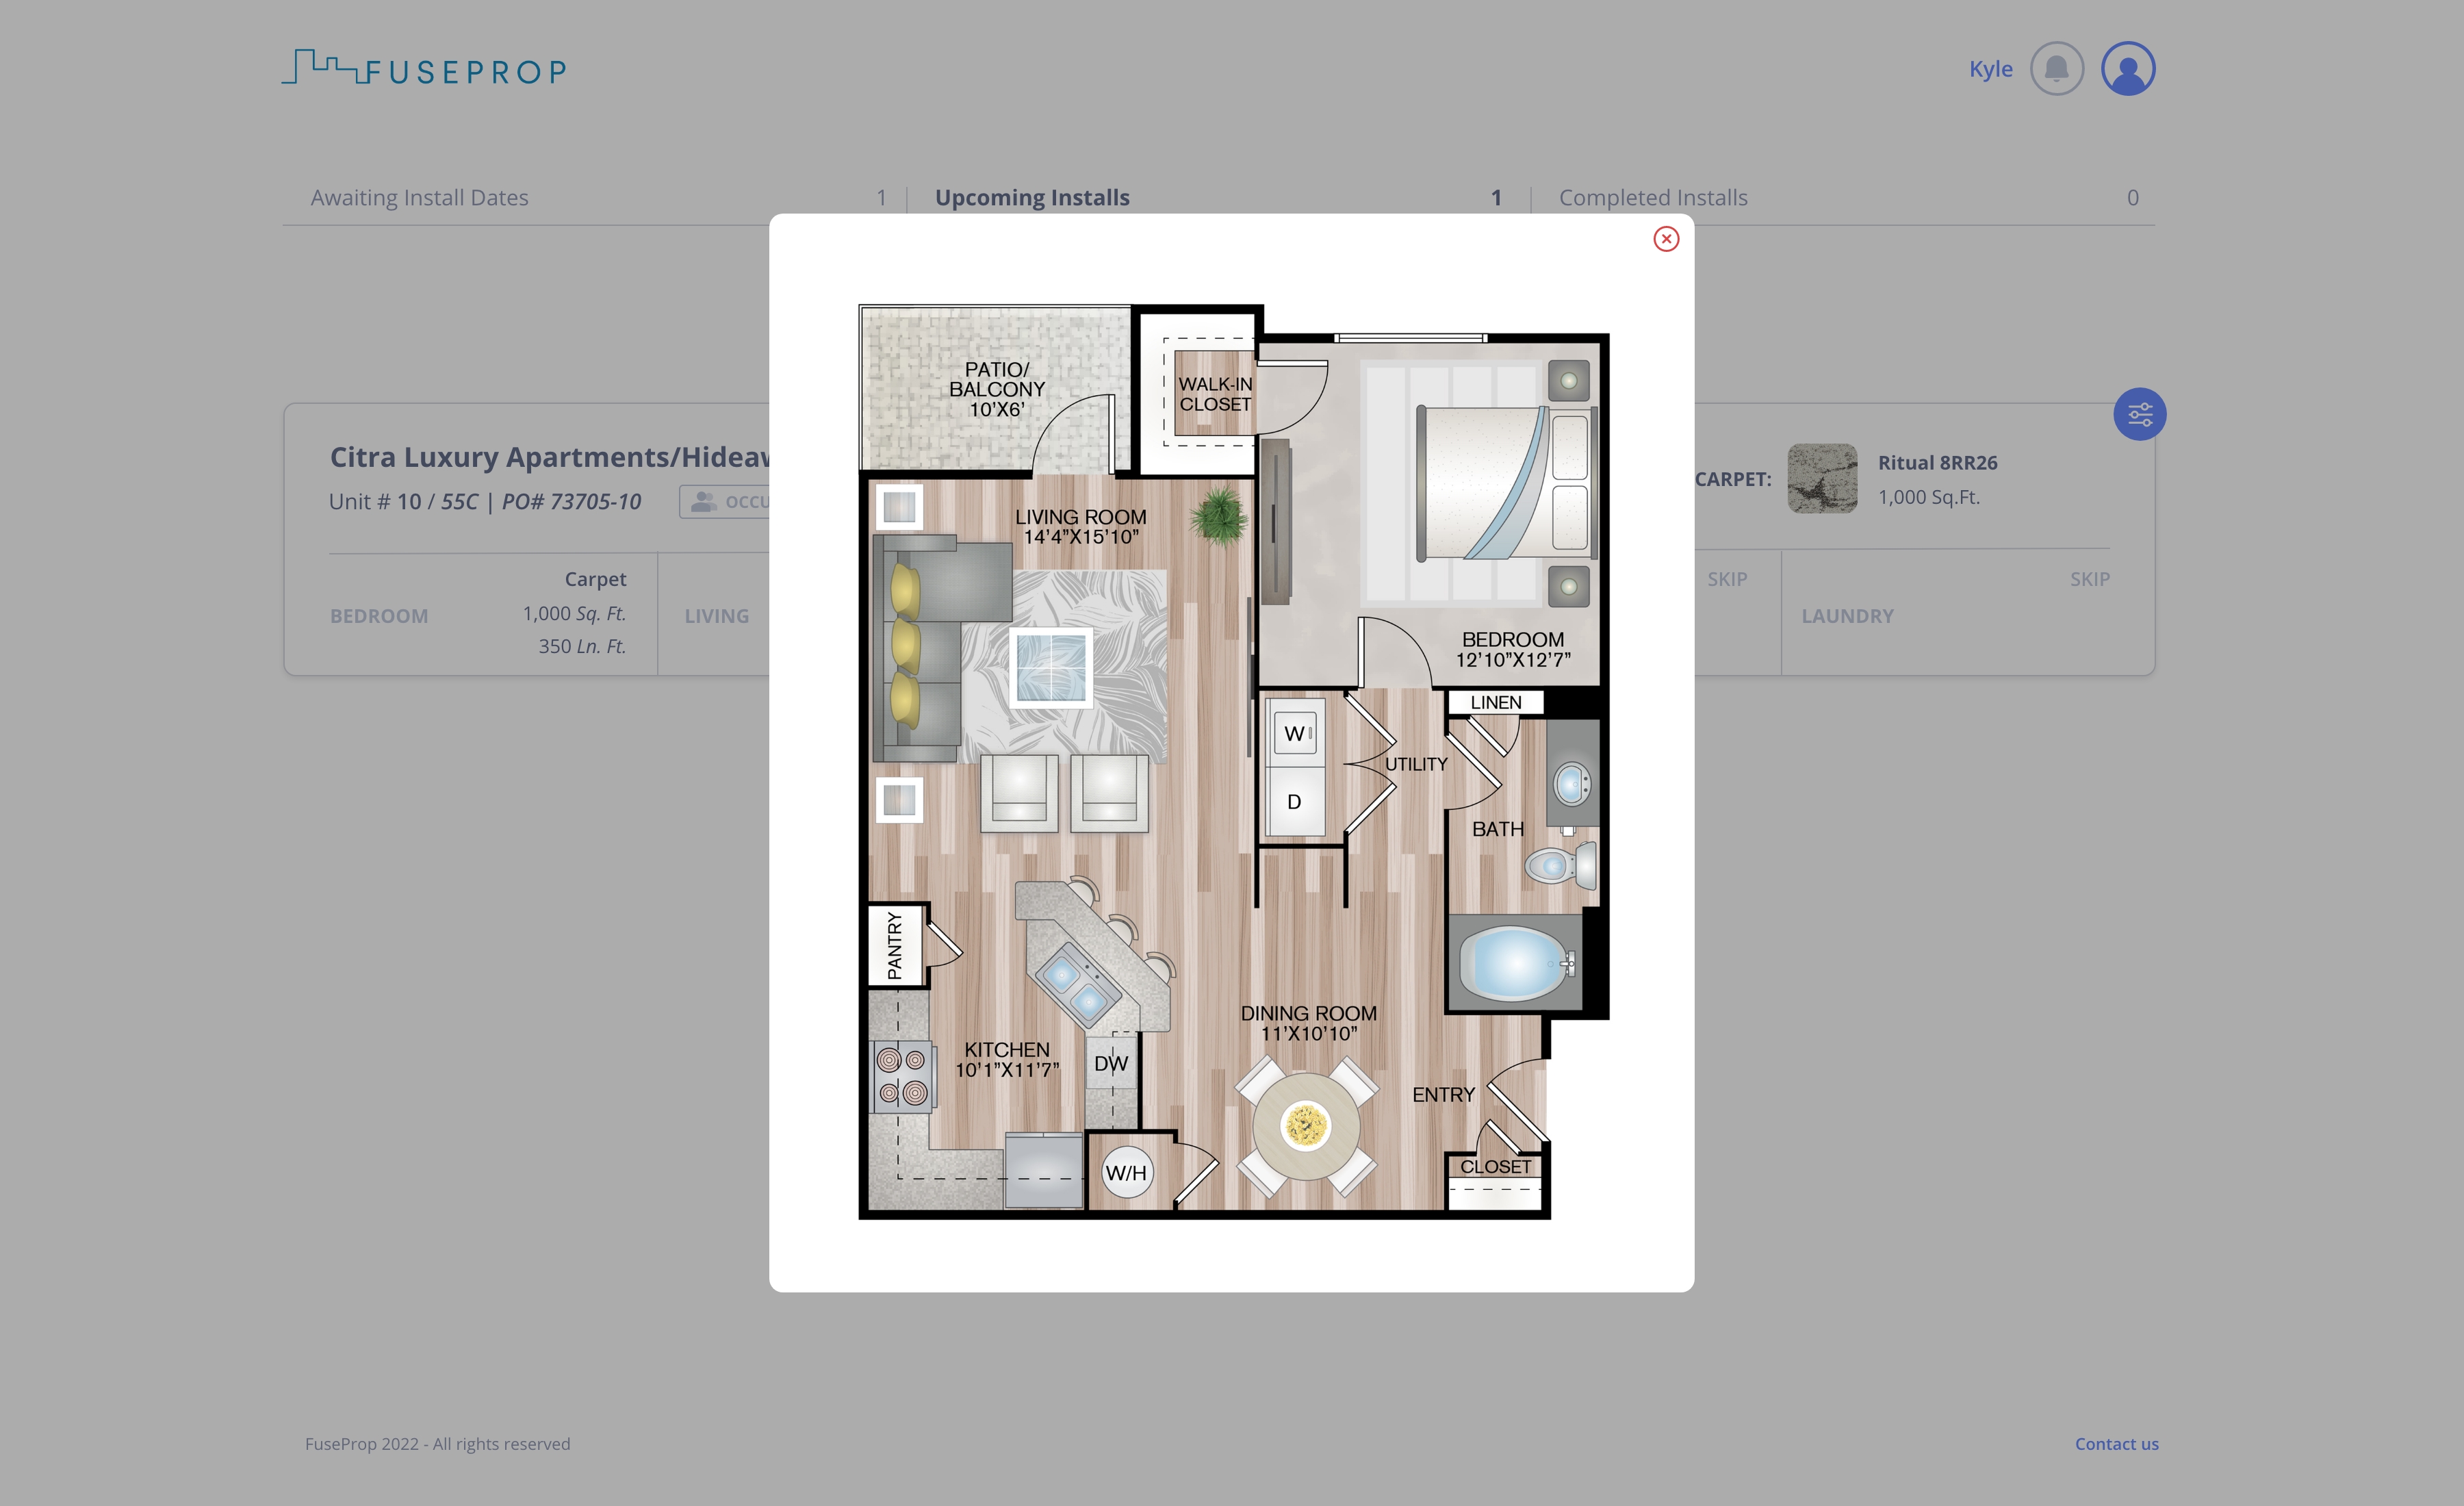 FUSEPROP
Kyle
Awaiting Install Dates 1
Upcoming Installs 1
Completed Installs 0
Citra Luxury Apartments/Hideaw
Unit # 10 / 55C | PO# 73705-10
OCCU
CARPET:
Ritual 8RR26
1,000 Sq.Ft.
BEDROOM
Carpet
1,000 Sq. Ft.
350 Ln. Ft.
LIVING
SKIP
LAUNDRY
SKIP
PATIO/
BALCONY
10'X6'
WALK-IN
CLOSET
LIVING ROOM
14'4"X15'10"
BEDROOM
12'10"X12'7"
LINEN
W
UTILITY
D
BATH
PANTRY
DINING ROOM
11'X10'10"
KITCHEN
10'1"X11'7"
DW
ENTRY
W/H
CLOSET
FuseProp 2022 - All rights reserved
Contact us